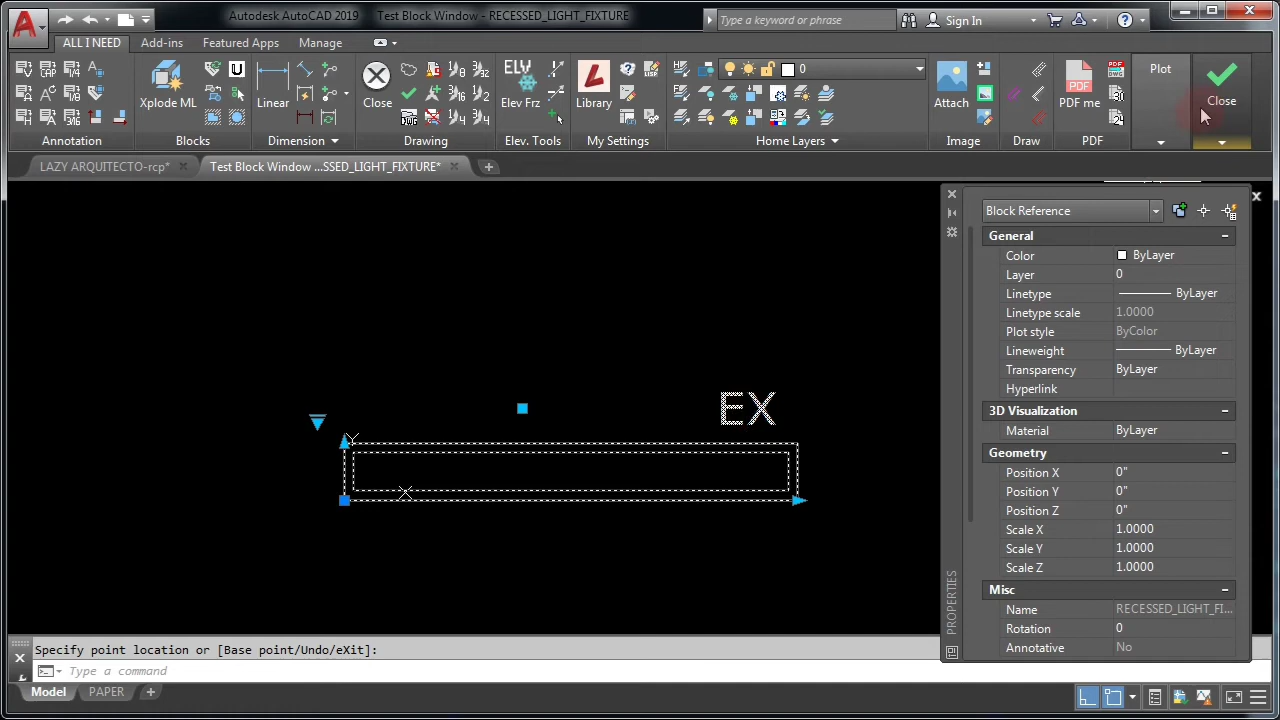 Autodesk AutoCAD 2019 Test Block Window - RECESSED_LIGHT_FIXTURE
Type a keyword or phrase
Sign In
ALL I NEED
Add-ins
Featured Apps
Manage
Xplode ML
Linear
Close
ELV
Elev Frz
Library
0
Attach
PDF me
Plot
Close
Annotation
Blocks
Dimension
Drawing
Elev. Tools
My Settings
Home Layers
Image
Draw
PDF
LAZY ARQUITECTO-rcp*
Test Block Window ...SSED_LIGHT_FIXTURE*
EX
Block Reference
General
Color ByLayer
Layer 0
Linetype ByLayer
Linetype scale 1.0000
Plot style ByColor
Lineweight ByLayer
Transparency ByLayer
Hyperlink
3D Visualization
Material ByLayer
Geometry
Position X 0"
Position Y 0"
Position Z 0"
Scale X 1.0000
Scale Y 1.0000
Scale Z 1.0000
Misc
Name RECESSED_LIGHT_FI...
Rotation 0
Annotative No
PROPERTIES
Specify point location or [Base point/Undo/eXit]:
Type a command
Model
PAPER